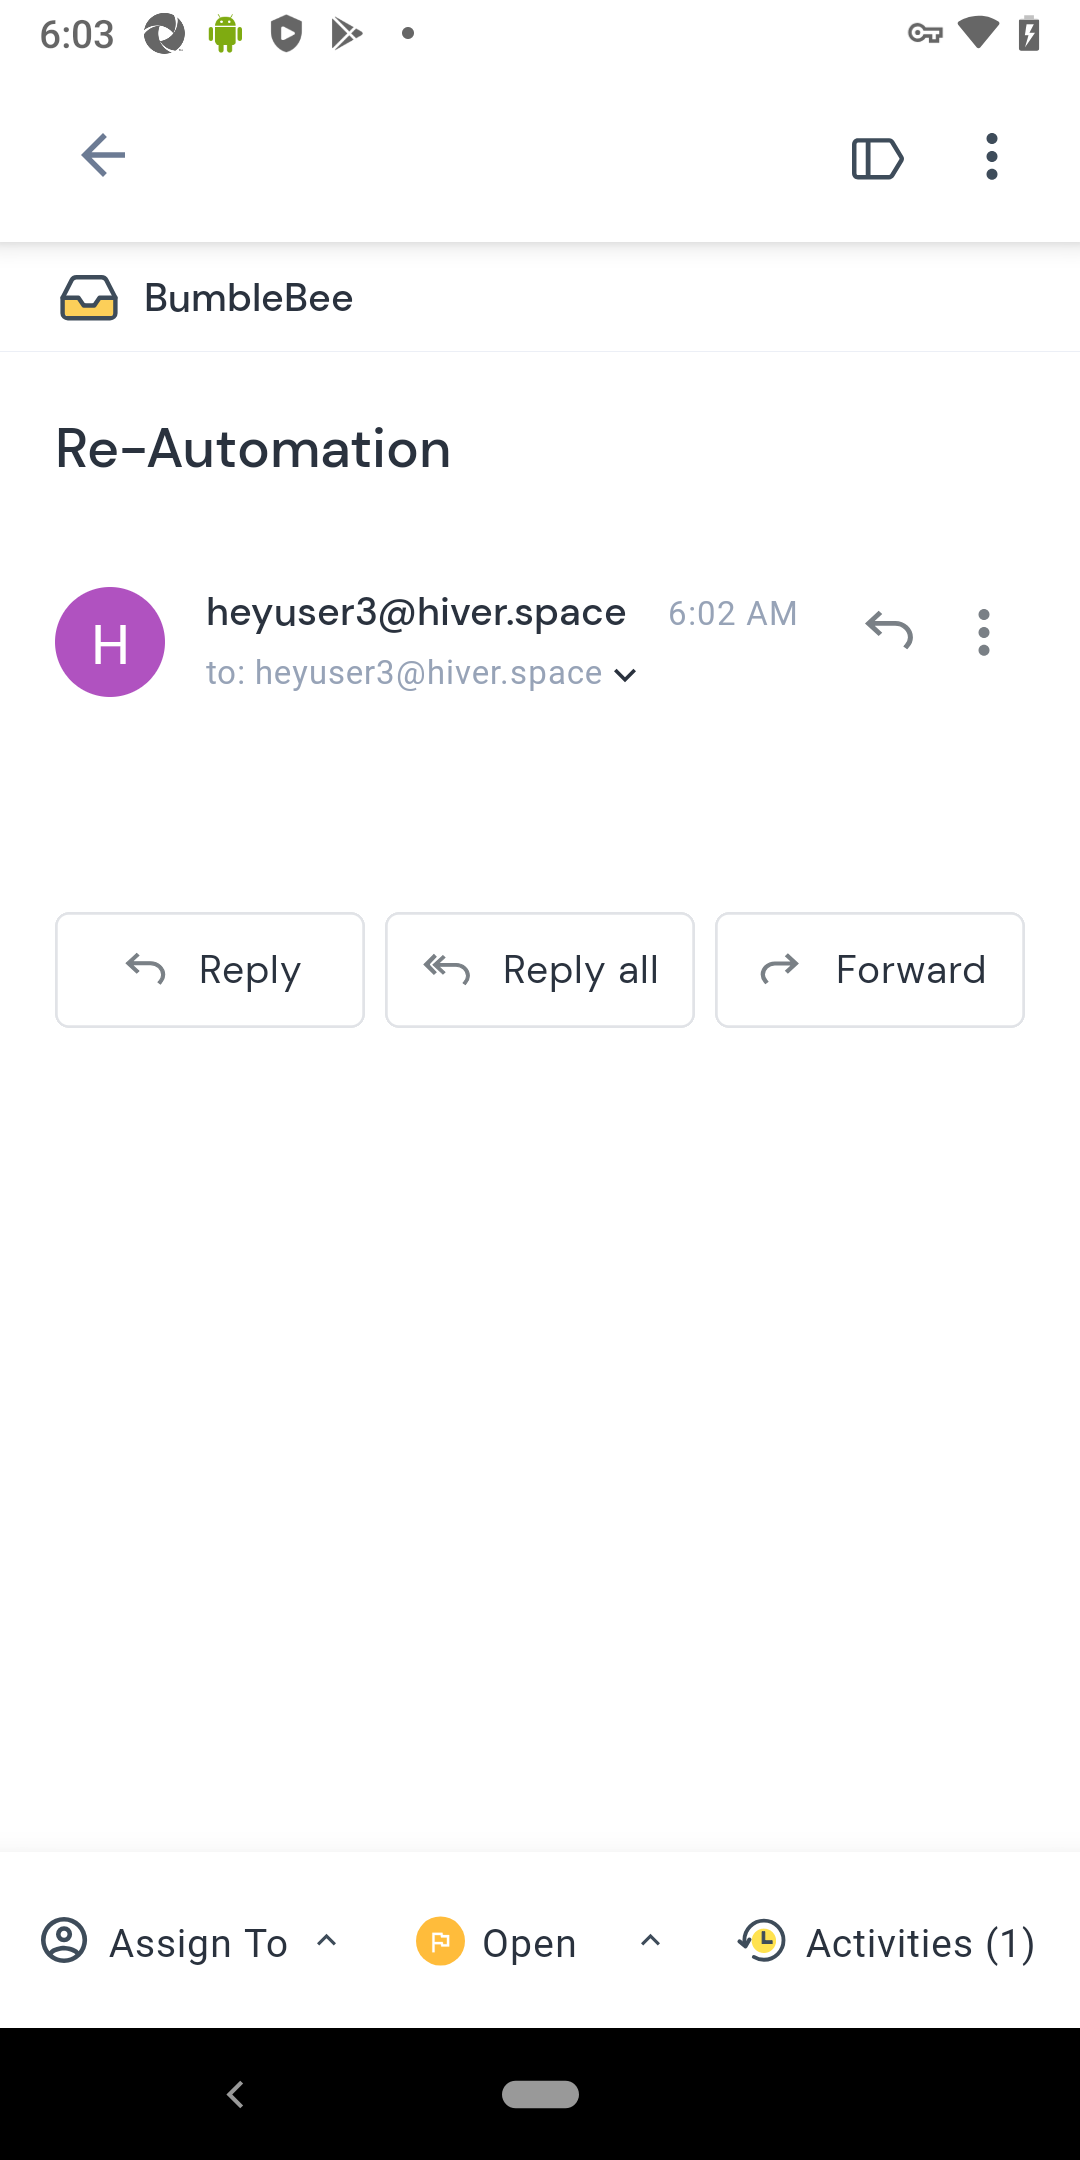 6:03
BumbleBee
Re-Automation
H
heyuser3@hiver.space 6:02 AM
to: heyuser3@hiver.space
Reply Reply all Forward
Assign To Open Activities (1)